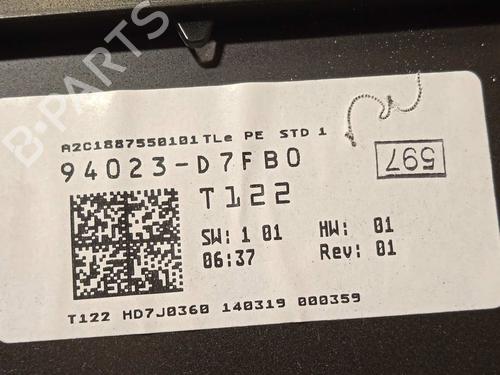 A2C1887550101 TLe PE STD 1
94023-D7FB0
597
T122
SW: 1 01 HW: 01
06:37 Rev: 01
T122 HD7J0360 140319 000359
B-PARTS